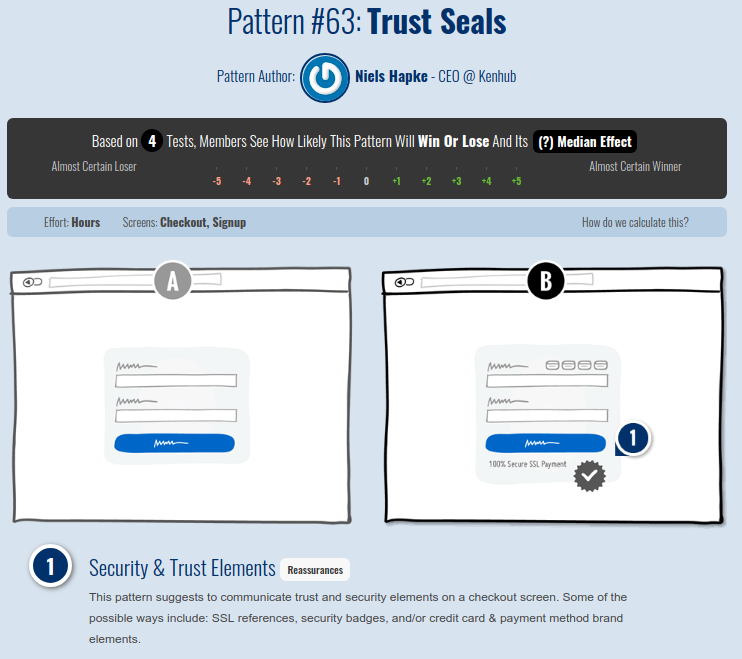 Pattern #63: Trust Seals
Pattern Author: Niels Hapke - CEO @ Kenhub
Based on 4 Tests, Members See How Likely This Pattern Will Win Or Lose And Its (?) Median Effect
Almost Certain Loser
Almost Certain Winner
-5 -4 -3 -2 -1 0 +1 +2 +3 +4 +5
Effort: Hours Screens: Checkout, Signup How do we calculate this?
A
B
1
100% Secure SSL Payment
1 Security & Trust Elements Reassurances
This pattern suggests to communicate trust and security elements on a checkout screen. Some of the
possible ways include: SSL references, security badges, and/or credit card & payment method brand
elements.